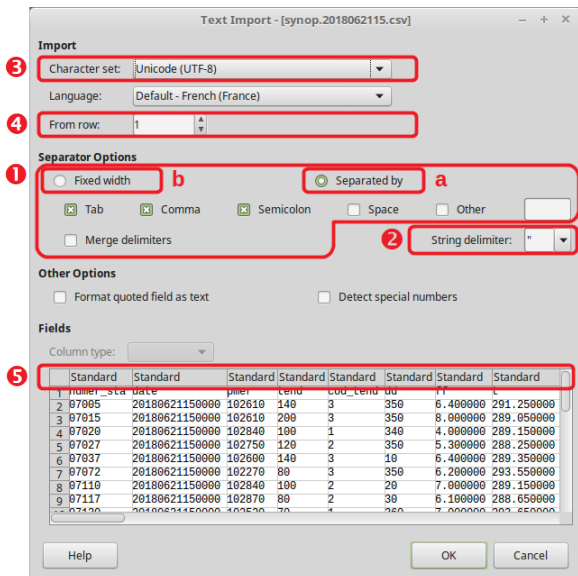 Text Import - [synop.2018062115.csv]
Import
3 Character set: Unicode (UTF-8)
Language: Default - French (France)
4 From row: 1
Separator Options
1 Fixed width b Separated by a
Tab Comma Semicolon Space Other
Merge delimiters 2 String delimiter: "
Other Options
Format quoted field as text Detect special numbers
Fields
Column type:
5 Standard Standard Standard Standard Standard Standard Standard Standard
1 numer_sta date pmer tend cod_tend dd ff t
2 07005 20180621150000 102610 140 3 350 6.400000 291.250000
3 07015 20180621150000 102610 200 3 350 8.000000 289.050000
4 07020 20180621150000 102840 100 1 340 4.000000 289.150000
5 07027 20180621150000 102750 120 2 350 5.300000 288.250000
6 07037 20180621150000 102600 140 3 10 6.400000 289.350000
7 07072 20180621150000 102270 80 3 350 6.200000 293.550000
8 07110 20180621150000 102840 100 2 20 7.000000 289.150000
9 07117 20180621150000 102870 80 2 30 6.100000 288.650000
Help OK Cancel